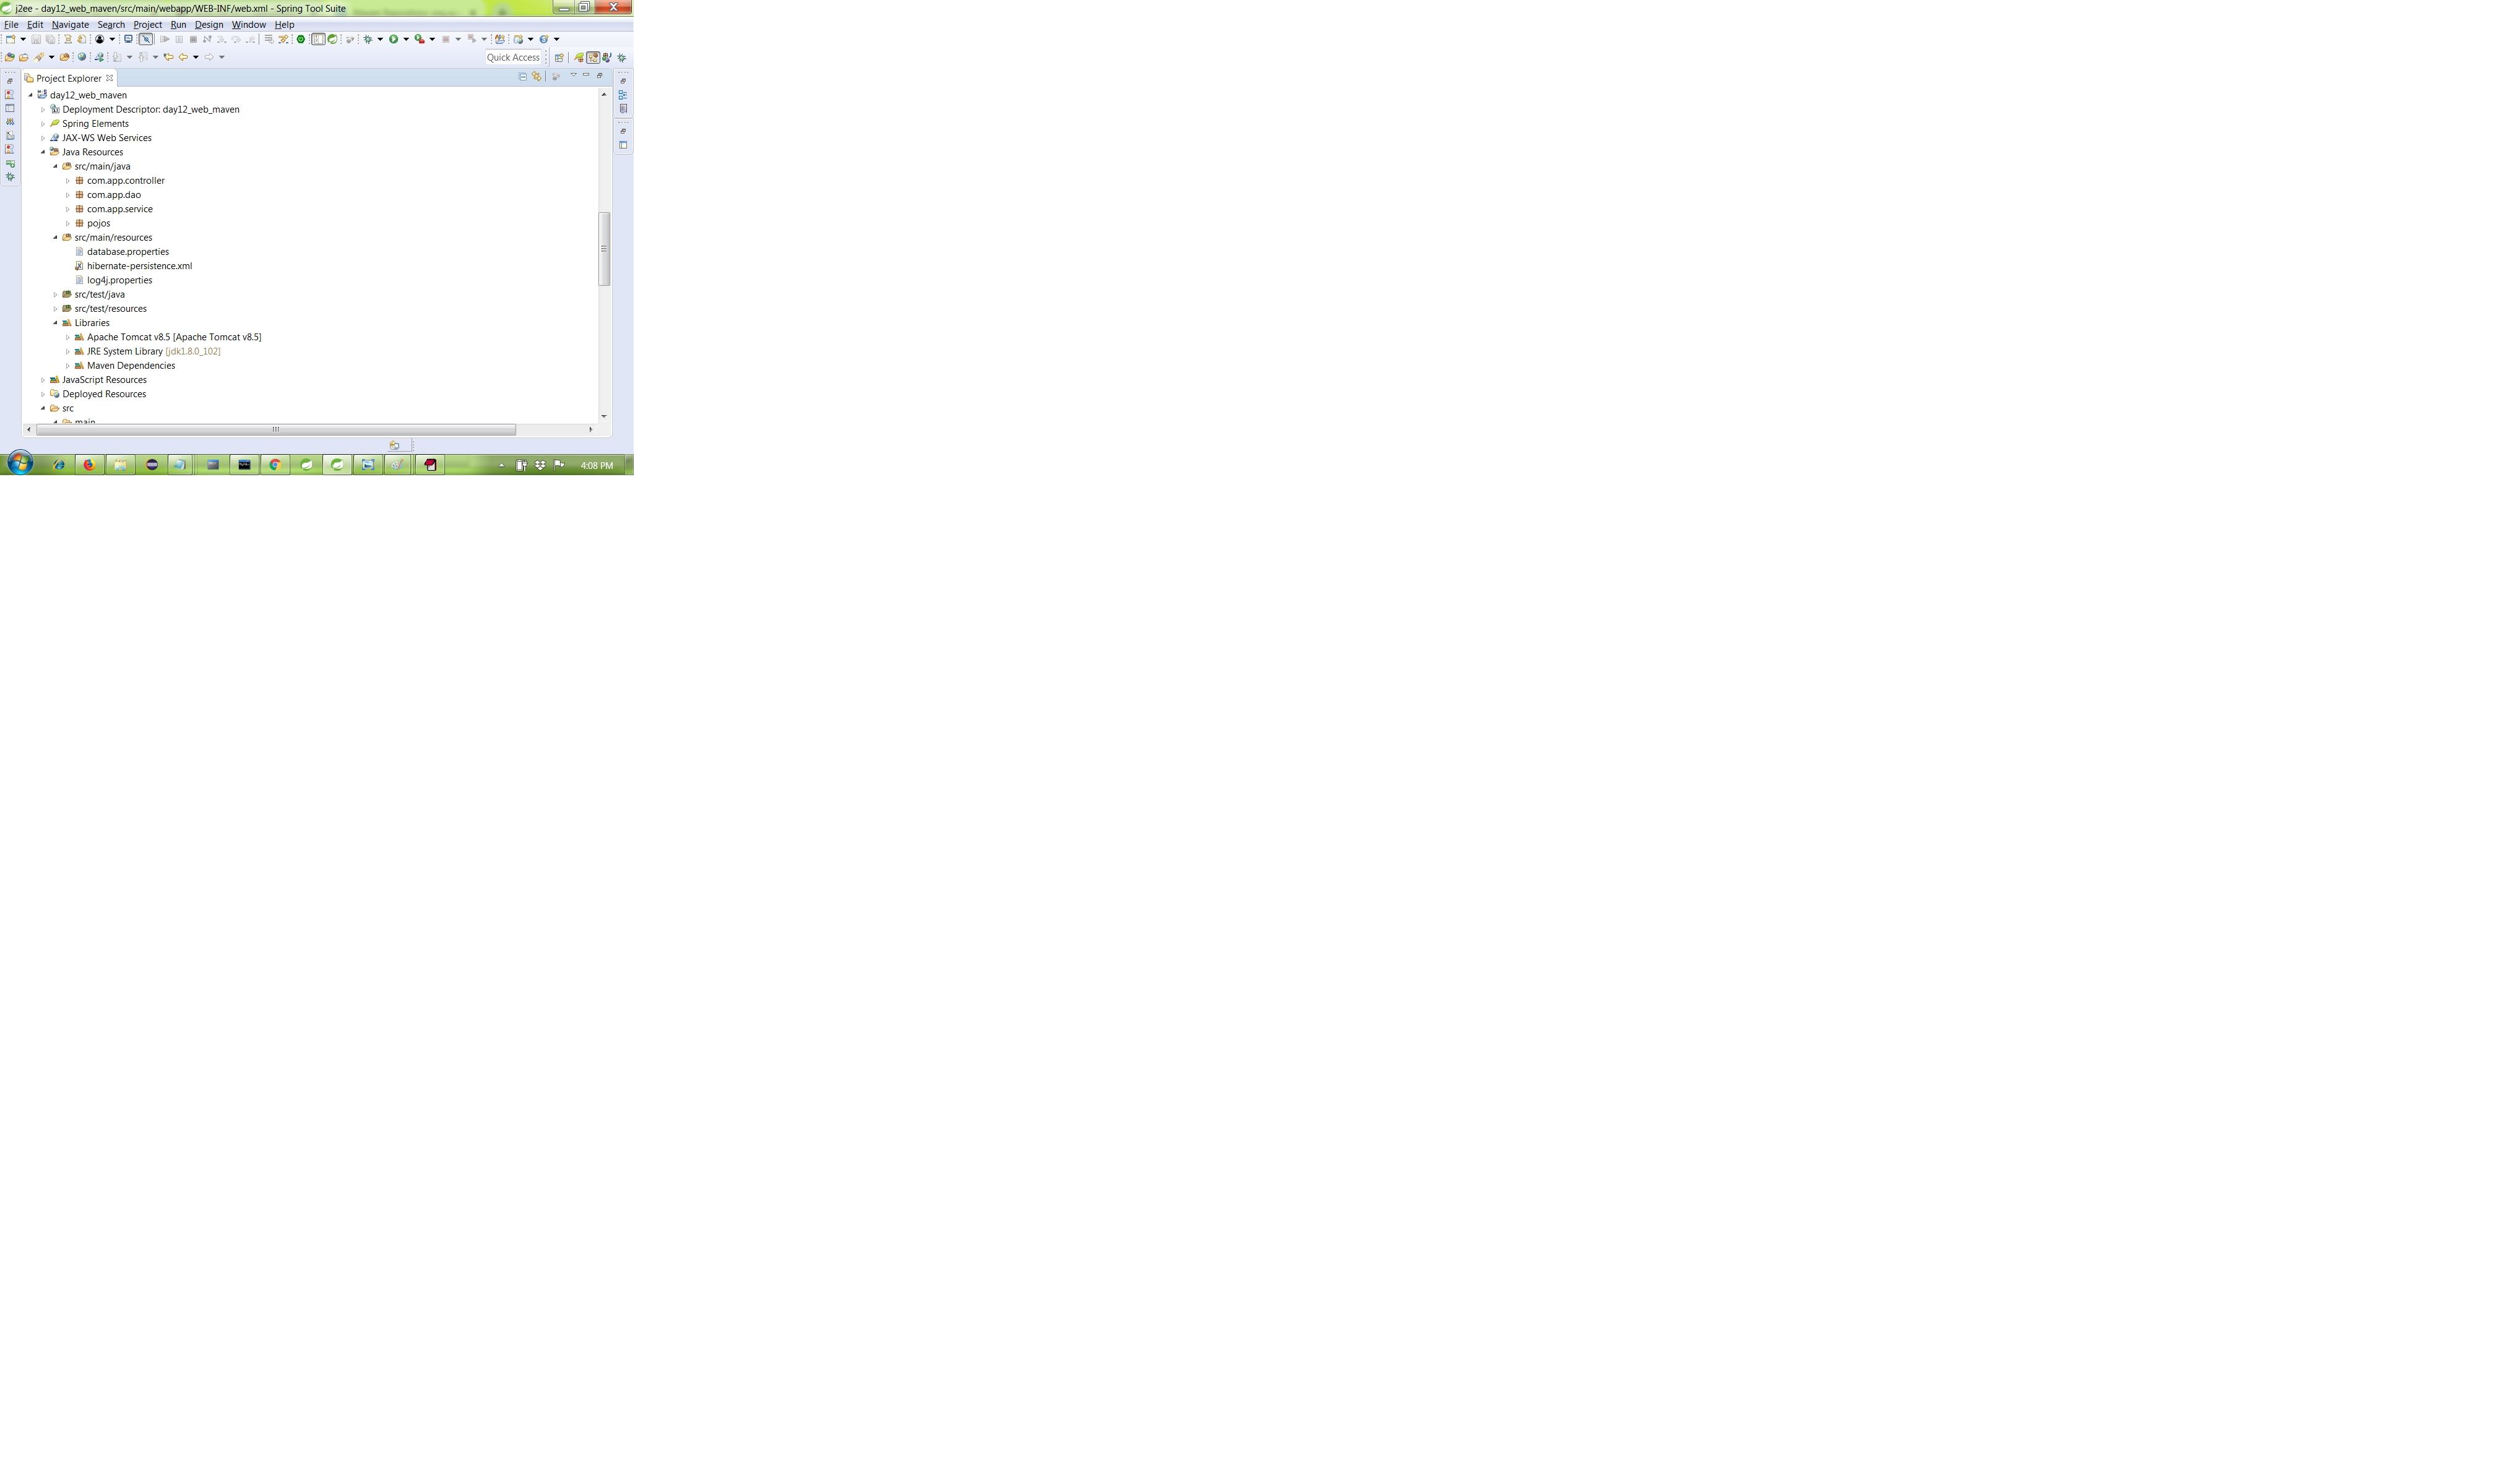 j2ee - day12_web_maven/src/main/webapp/WEB-INF/web.xml - Spring Tool Suite
File Edit Navigate Search Project Run Design Window Help
Quick Access
Project Explorer
day12_web_maven
Deployment Descriptor: day12_web_maven
Spring Elements
JAX-WS Web Services
Java Resources
src/main/java
com.app.controller
com.app.dao
com.app.service
pojos
src/main/resources
database.properties
hibernate-persistence.xml
log4j.properties
src/test/java
src/test/resources
Libraries
Apache Tomcat v8.5 [Apache Tomcat v8.5]
JRE System Library [jdk1.8.0_102]
Maven Dependencies
JavaScript Resources
Deployed Resources
src
main
4:08 PM